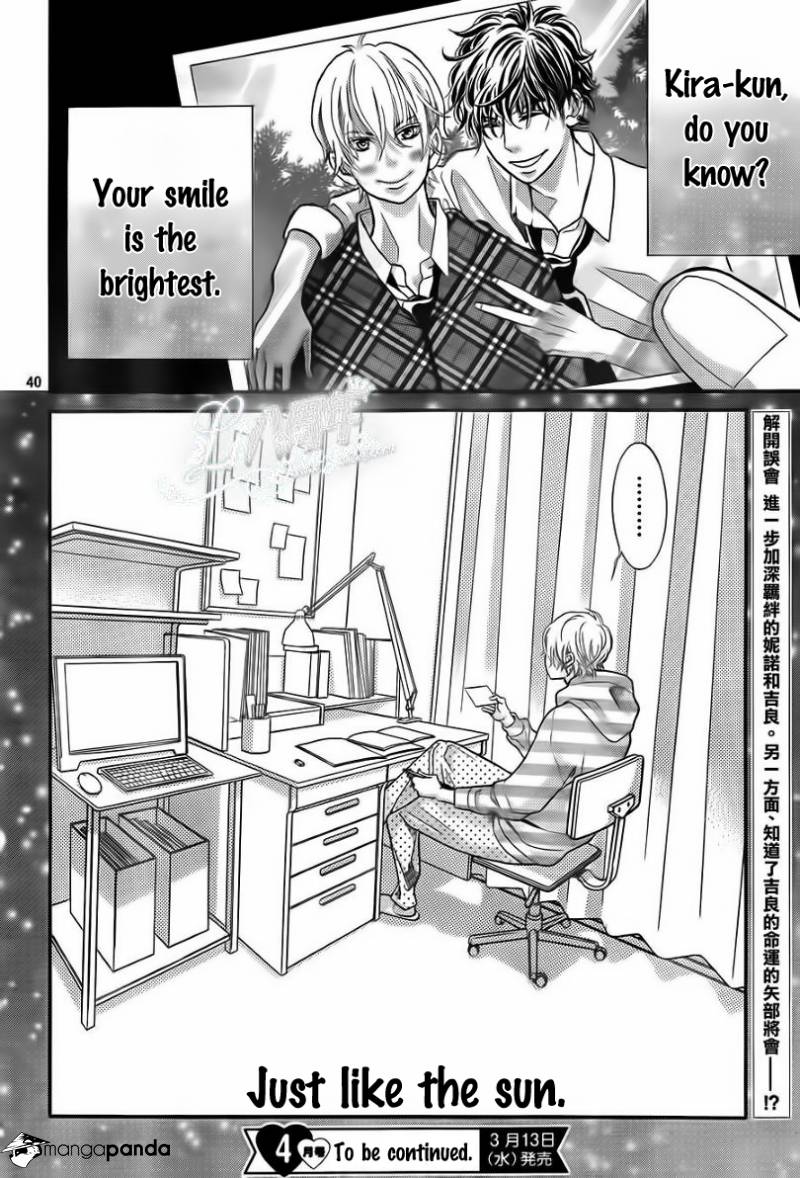 Kira-kun,
do you
know?
Your smile
is the
brightest.
40
………
解開誤會 進一步加深羈絆的妮諾和吉良。另一方面、知道了吉良的命運的矢部將會——!?
Just like the sun.
4月号 To be continued. 3月13日
(水)発売
mangapanda